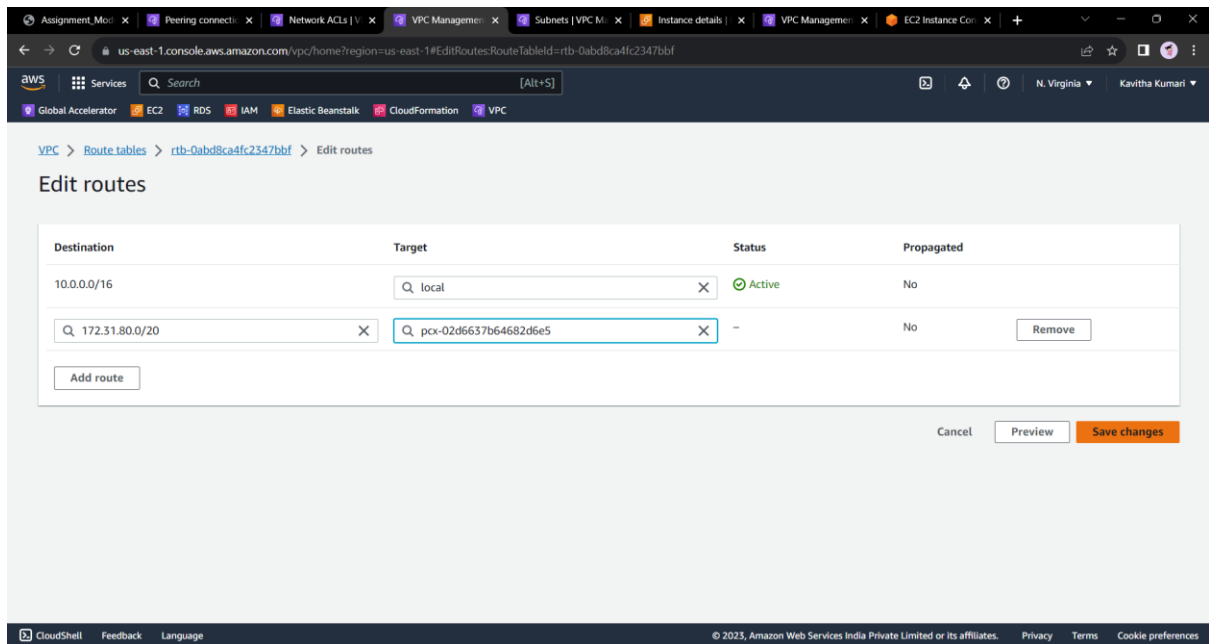 Assignment_Mod
Peering connectio
Network ACLs | V
VPC Managemen
Subnets | VPC Ma
Instance details |
VPC Managemen
EC2 Instance Con
us-east-1.console.aws.amazon.com/vpc/home?region=us-east-1#EditRoutes:RouteTableId=rtb-0abd8ca4fc2347bbf
aws Services Search [Alt+S] N. Virginia Kavitha Kumari
Global Accelerator EC2 RDS IAM Elastic Beanstalk CloudFormation VPC
VPC > Route tables > rtb-0abd8ca4fc2347bbf > Edit routes
Edit routes
Destination Target Status Propagated
10.0.0.0/16 local Active No
172.31.80.0/20 pcx-02d6637b64682d6e5 – No Remove
Add route
Cancel Preview Save changes
CloudShell Feedback Language © 2023, Amazon Web Services India Private Limited or its affiliates. Privacy Terms Cookie preferences